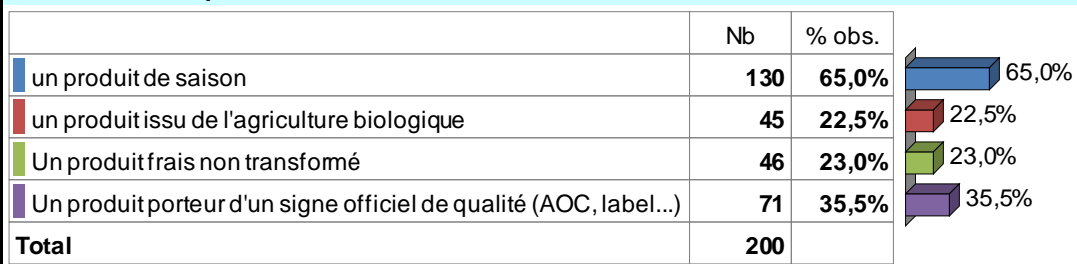 Nb % obs.
un produit de saison 130 65,0% 65,0%
un produit issu de l'agriculture biologique 45 22,5% 22,5%
Un produit frais non transformé 46 23,0% 23,0%
Un produit porteur d'un signe officiel de qualité (AOC, label...) 71 35,5% 35,5%
Total 200